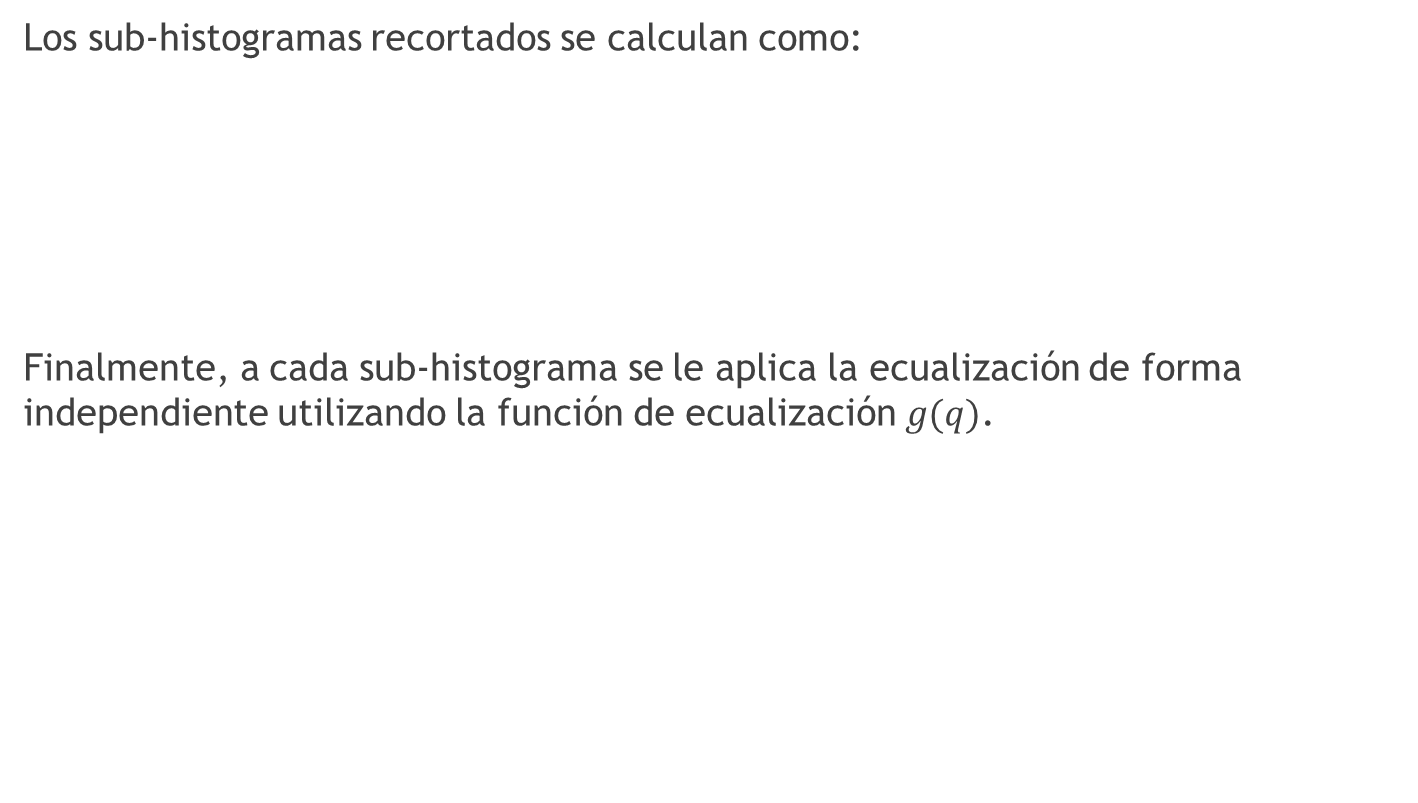 Los sub-histogramas recortados se calculan como:
Finalmente, a cada sub-histograma se le aplica la ecualización de forma
independiente utilizando la función de ecualización g(q).